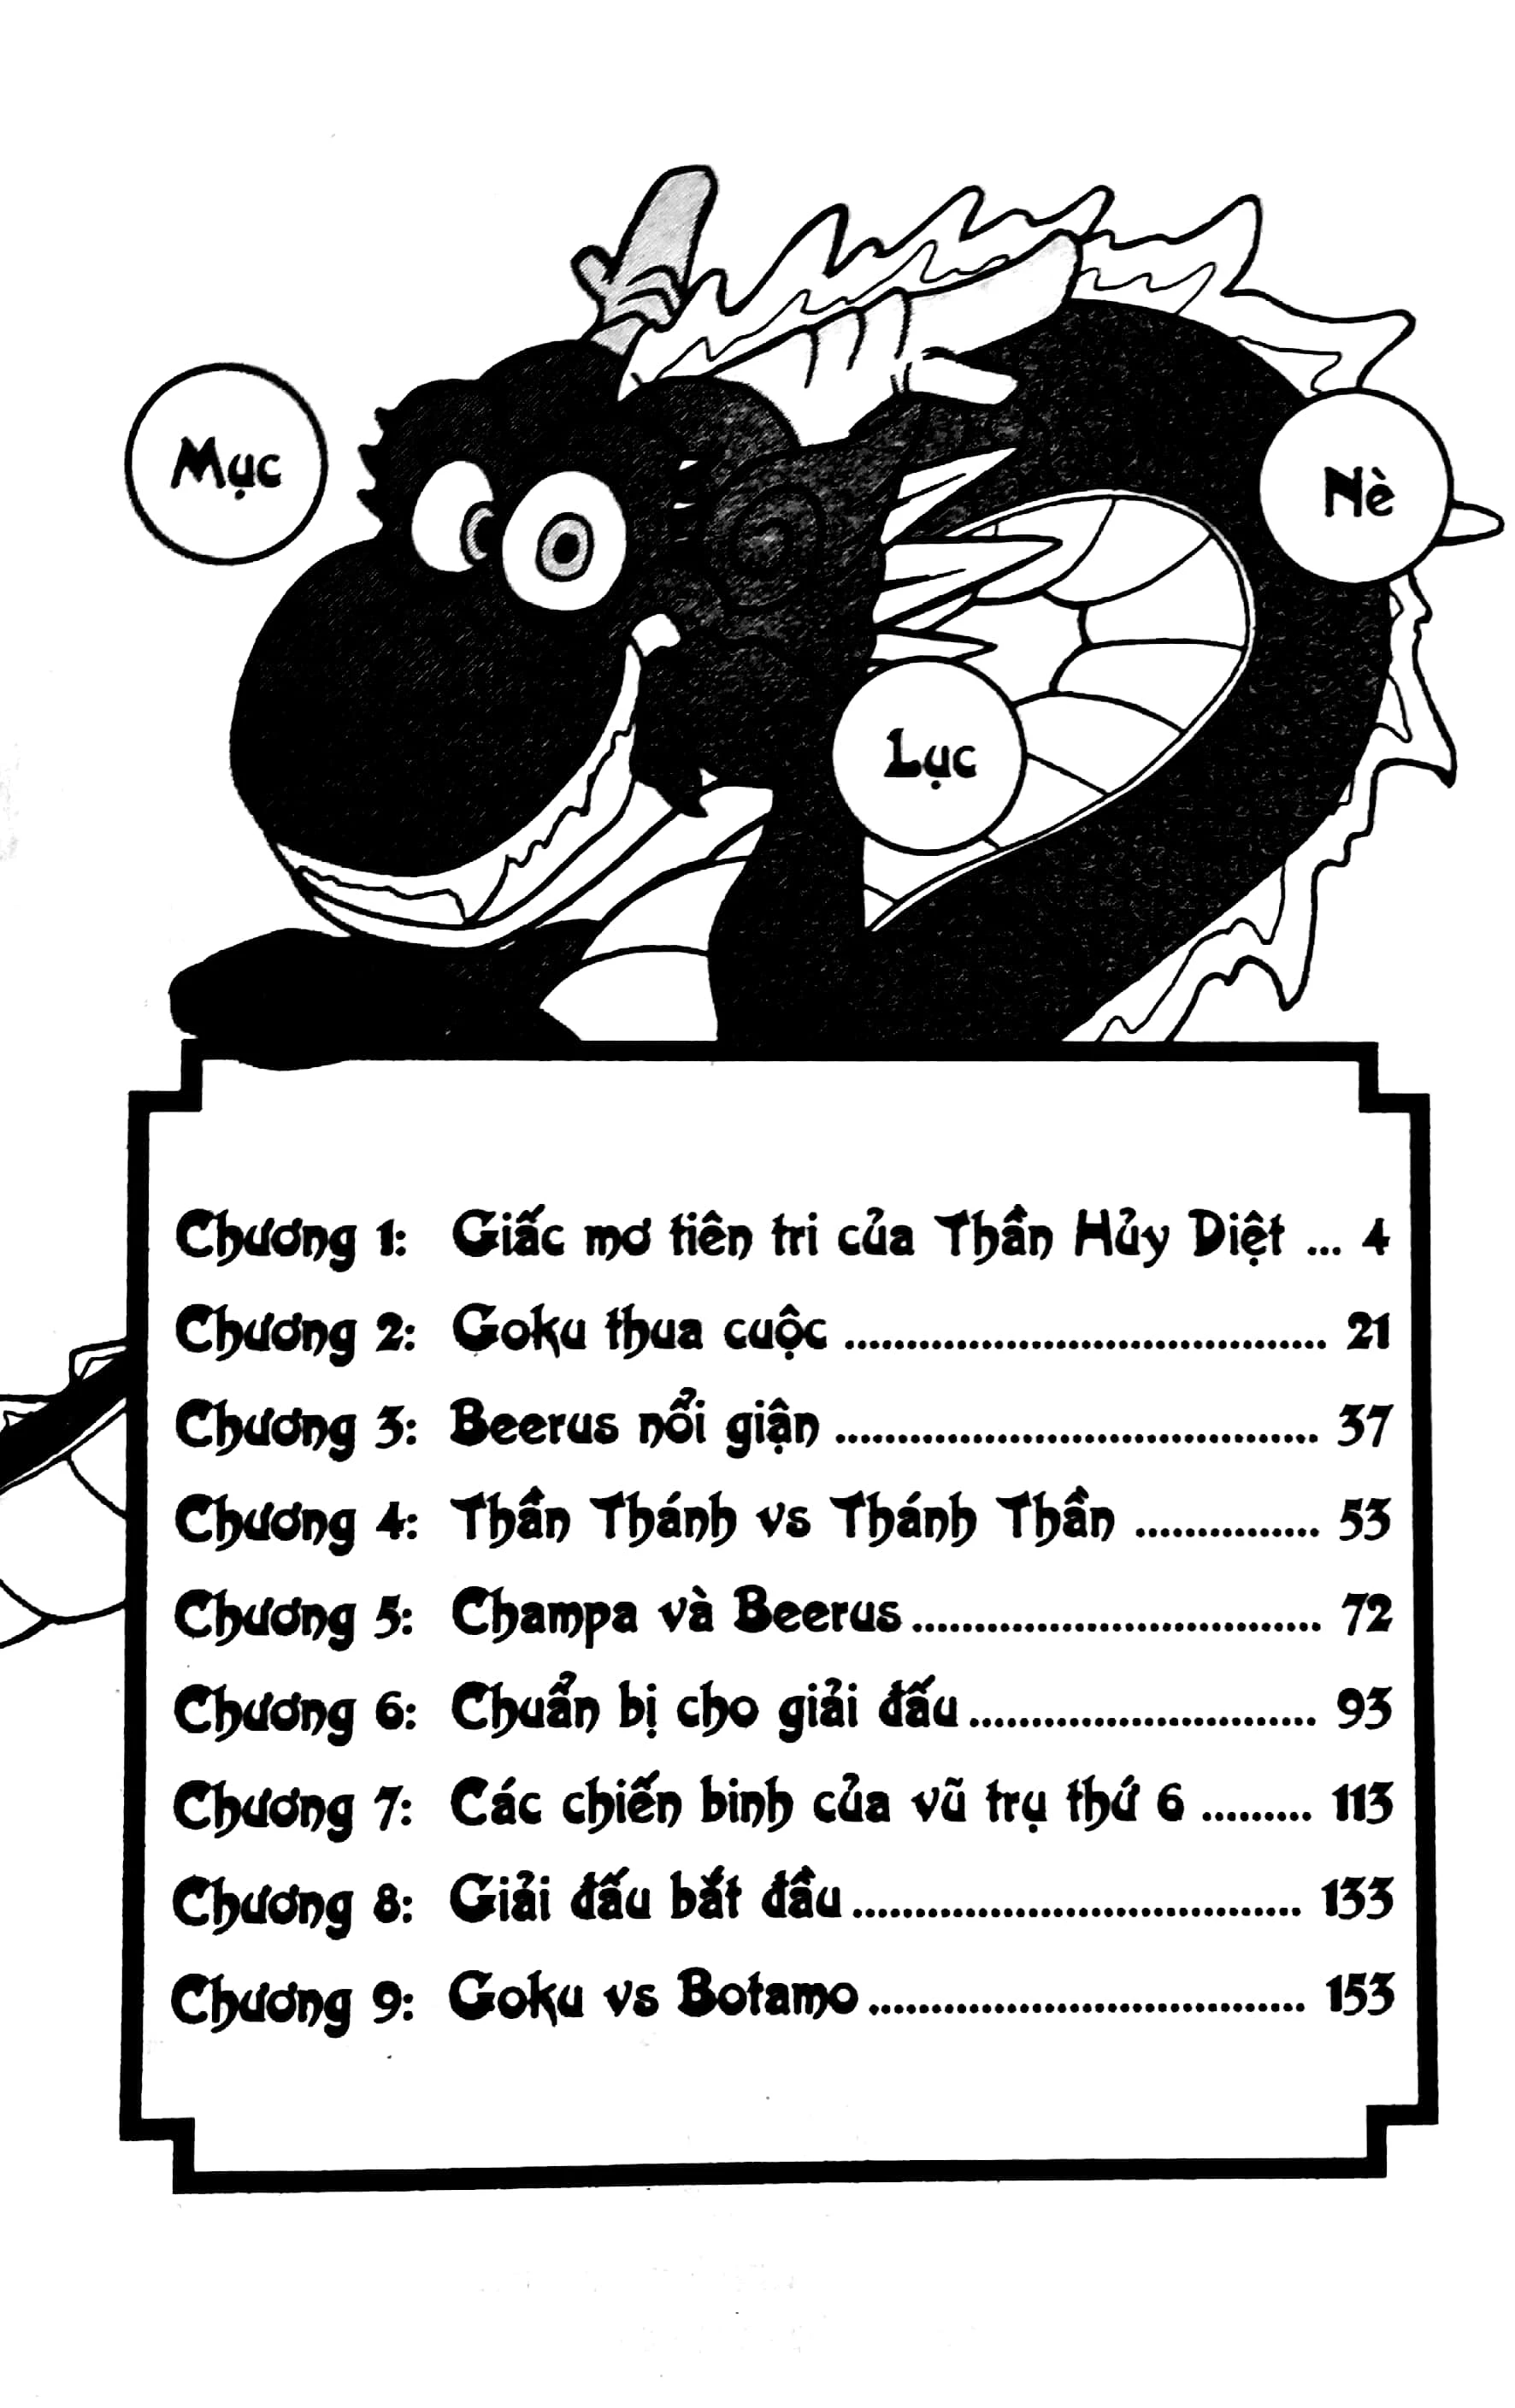 Mục
Lục
Nè
Chương 1: Giấc mơ tiên tri của Thần Hủy Diệt ... 4
Chương 2: Goku thua cuộc ...................................... 21
Chương 3: Beerus nổi giận ...................................... 37
Chương 4: Thần Thánh vs Thánh Thần ............... 53
Chương 5: Champa và Beerus ................................ 72
Chương 6: Chuẩn bị cho giải đấu ............................ 93
Chương 7: Các chiến binh của vũ trụ thứ 6 ......... 113
Chương 8: Giải đấu bắt đầu ................................... 133
Chương 9: Goku vs Botamo .................................. 153